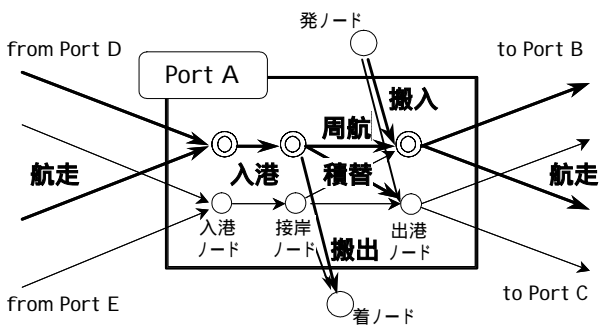 発ノード
from Port D
to Port B
Port A
搬入
周航
航走
入港
積替
航走
入港
ノード
接岸
ノード
搬出
出港
ノード
from Port E
to Port C
着ノード